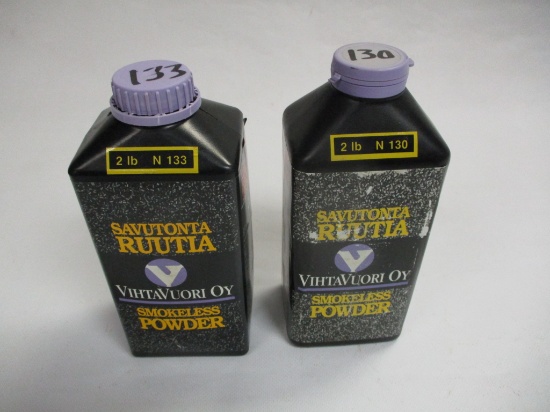 133
2 lb N 133
SAVUTONTA
RUUTIA
V
VIHTAVUORI OY
SMOKELESS
POWDER
130
2 lb N 130
SAVUTONTA
RUUTIA
V
VIHTAVUORI OY
SMOKELESS
POWDER